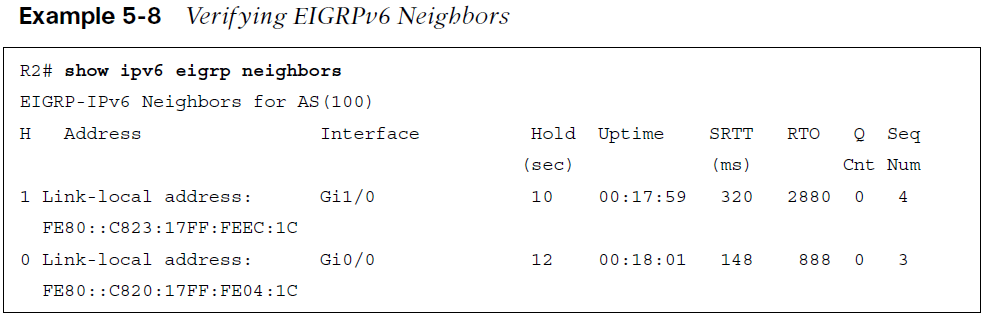 Example 5-8 Verifying EIGRPv6 Neighbors
R2# show ipv6 eigrp neighbors
EIGRP-IPv6 Neighbors for AS(100)
H Address Interface Hold Uptime SRTT RTO Q Seq
(sec) (ms) Cnt Num
1 Link-local address: Gi1/0 10 00:17:59 320 2880 0 4
FE80::C823:17FF:FEEC:1C
0 Link-local address: Gi0/0 12 00:18:01 148 888 0 3
FE80::C820:17FF:FE04:1C